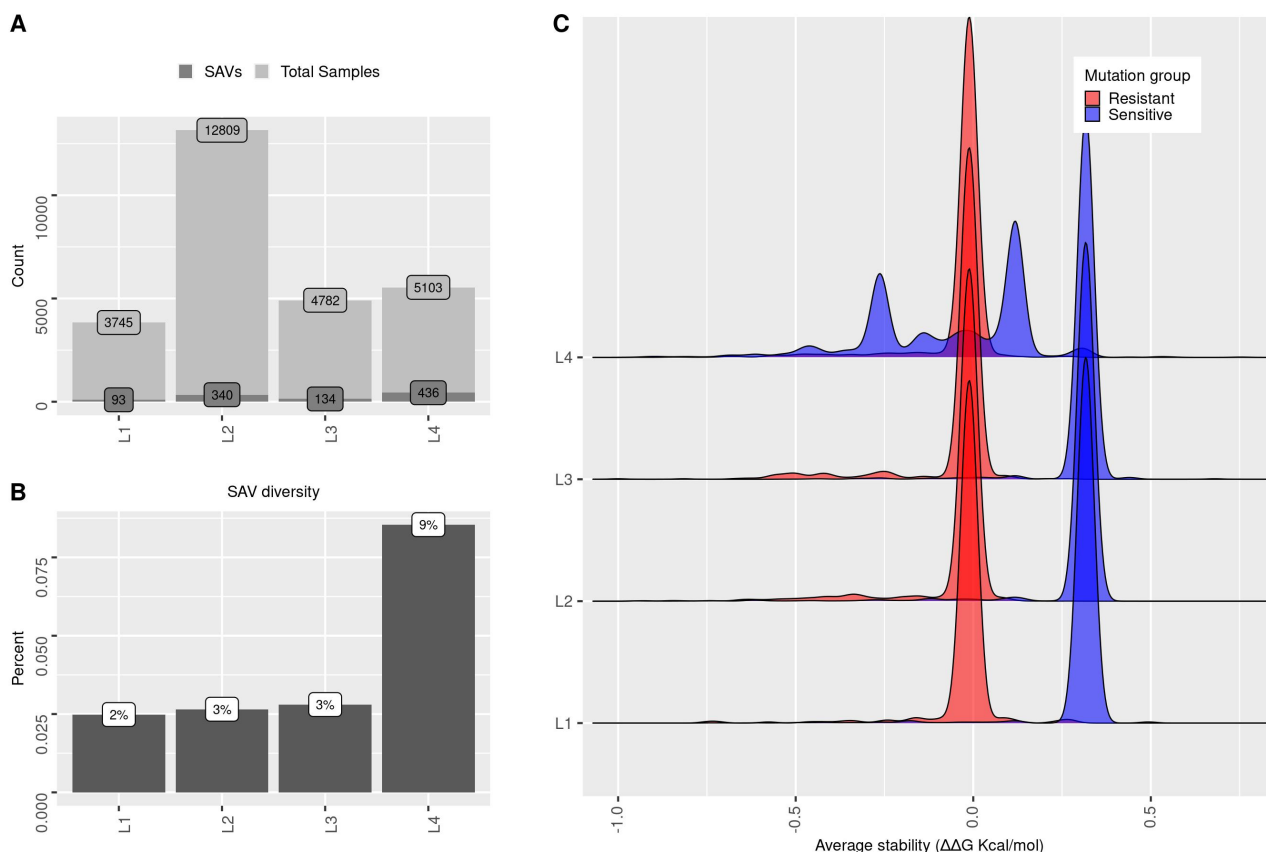 A
SAVs Total Samples
Count
10000
5000
0
12809
3745
4782
5103
93
340
134
436
L1 L2 L3 L4
B
SAV diversity
Percent
0.075
0.050
0.025
0.000
2%
3%
3%
9%
L1 L2 L3 L4
C
Mutation group
Resistant
Sensitive
L4
L3
L2
L1
-1.0 -0.5 0.0 0.5
Average stability (ΔΔG Kcal/mol)